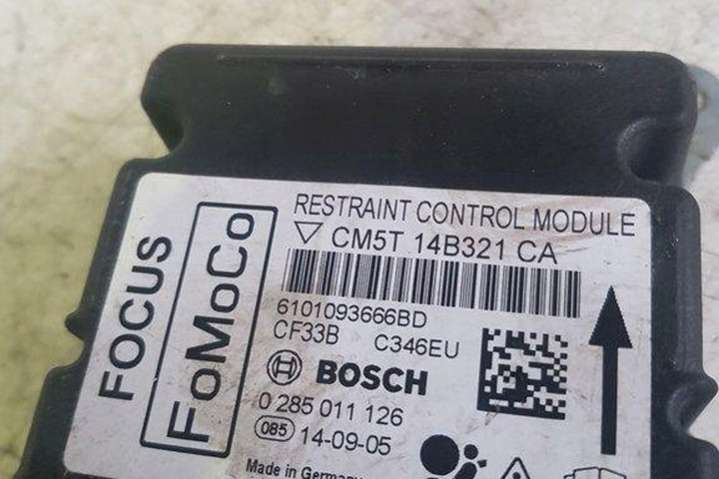 FOCUS
FoMoCo
RESTRAINT CONTROL MODULE
CM5T 14B321 CA
6101093666BD
CF33B C346EU
BOSCH
0 285 011 126
085 14-09-05
Made in Germany